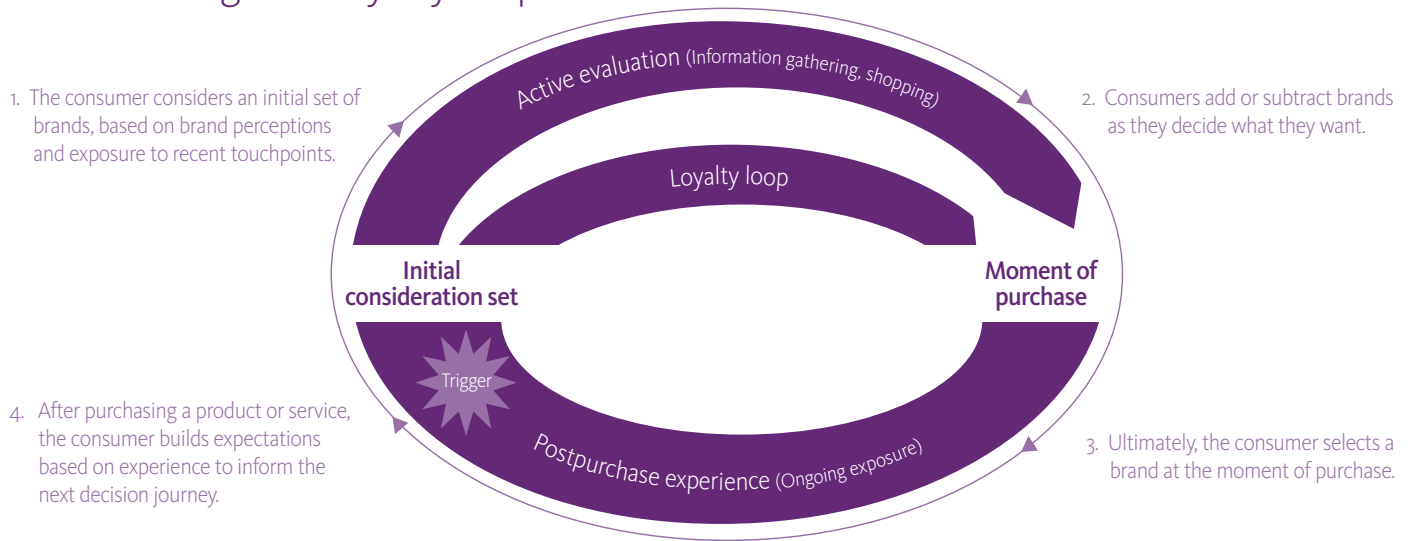 1. The consumer considers an initial set of
brands, based on brand perceptions
and exposure to recent touchpoints.
Active evaluation (Information gathering, shopping)
2. Consumers add or subtract brands
as they decide what they want.
Loyalty loop
Initial
consideration set
Moment of
purchase
Trigger
Postpurchase experience (Ongoing exposure)
4. After purchasing a product or service,
the consumer builds expectations
based on experience to inform the
next decision journey.
3. Ultimately, the consumer selects a
brand at the moment of purchase.